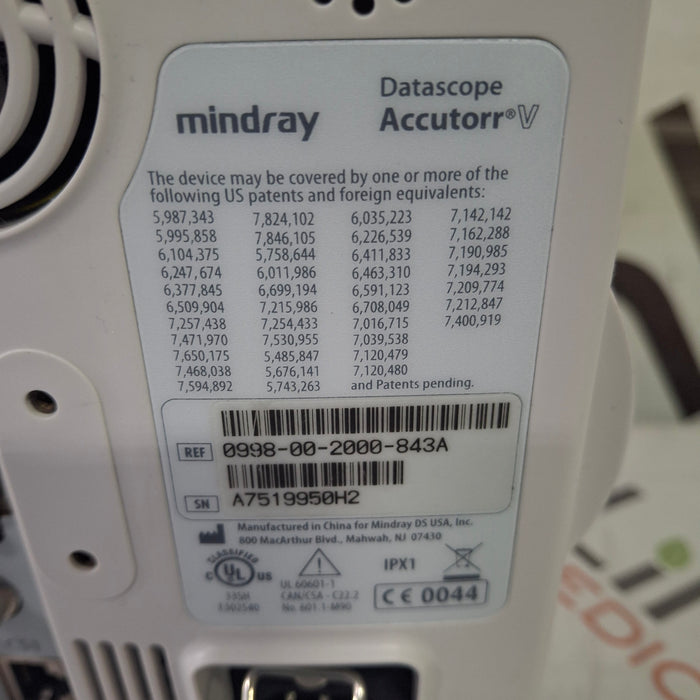 mindray
Datascope
Accutorr® V
The device may be covered by one or more of the
following US patents and foreign equivalents:
5,987,343 7,824,102 6,035,223 7,142,142
5,995,858 7,846,105 6,226,539 7,162,288
6,104,375 5,758,644 6,411,833 7,190,985
6,247,674 6,011,986 6,463,310 7,194,293
6,377,845 6,699,194 6,591,123 7,209,774
6,509,904 7,215,986 6,708,049 7,212,847
7,257,438 7,254,433 7,016,715 7,400,919
7,471,970 7,530,955 7,039,538
7,650,175 5,485,847 7,120,479
7,468,038 5,676,141 7,120,480
7,594,892 5,743,263 and Patents pending.
REF 0998-00-2000-843A
SN A7519950H2
Manufactured in China for Mindray DS USA, Inc.
800 MacArthur Blvd., Mahwah, NJ 07430
CLASSIFIED
C UL US
UL 60601-1
CAN/CSA - C22.2
No. 601.1-M90
IPX1
CE 0044